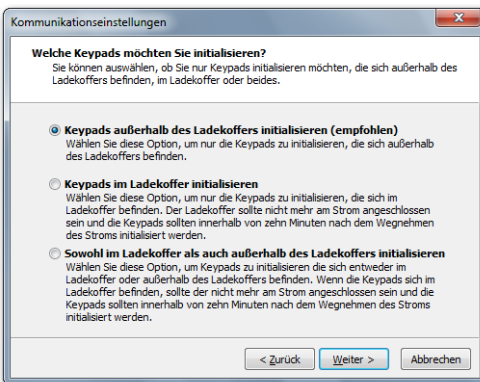 Kommunikationseinstellungen
Welche Keypads möchten Sie initialisieren?
Sie können auswählen, ob Sie nur Keypads initialisieren möchten, die sich außerhalb des
Ladekoffers befinden, im Ladekoffer oder beides.
Keypads außerhalb des Ladekoffers initialisieren (empfohlen)
Wählen Sie diese Option, um nur die Keypads zu initialisieren, die sich außerhalb
des Ladekoffers befinden.
Keypads im Ladekoffer initialisieren
Wählen Sie diese Option, um nur die Keypads zu initialisieren, die sich im
Ladekoffer befinden. Der Ladekoffer sollte nicht mehr am Strom angeschlossen
sein und die Keypads sollten innerhalb von zehn Minuten nach dem Wegnehmen
des Stroms initialisiert werden.
Sowohl im Ladekoffer als auch außerhalb des Ladekoffers initialisieren
Wählen Sie diese Option, um Keypads zu initialisieren die sich entweder im
Ladekoffer oder außerhalb des Ladekoffers befinden. Wenn die Keypads sich im
Ladekoffer befinden, sollte der nicht mehr am Strom angeschlossen sein und die
Keypads sollten innerhalb von zehn Minuten nach dem Wegnehmen des Stroms
initialisiert werden.
< Zurück Weiter > Abbrechen